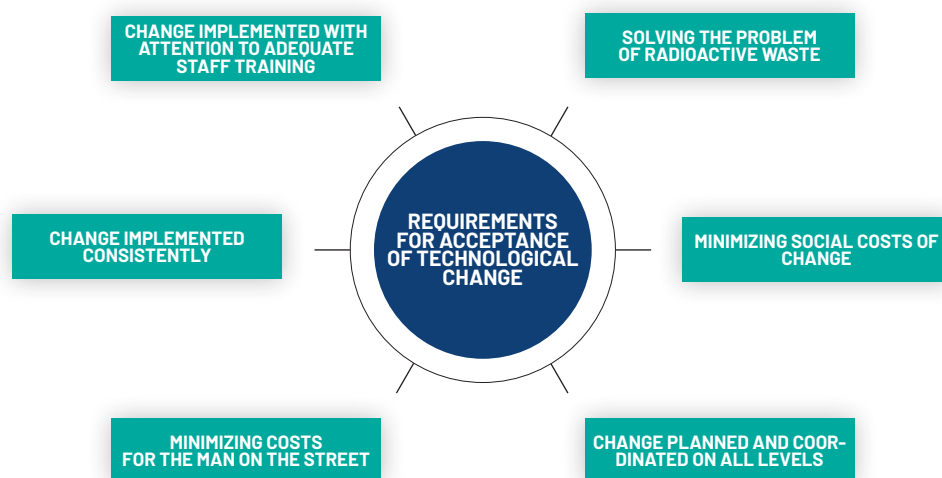 CHANGE IMPLEMENTED WITH
ATTENTION TO ADEQUATE
STAFF TRAINING
SOLVING THE PROBLEM
OF RADIOACTIVE WASTE
CHANGE IMPLEMENTED
CONSISTENTLY
REQUIREMENTS
FOR ACCEPTANCE
OF TECHNOLOGICAL
CHANGE
MINIMIZING SOCIAL COSTS OF
CHANGE
MINIMIZING COSTS
FOR THE MAN ON THE STREET
CHANGE PLANNED AND COOR-
DINATED ON ALL LEVELS